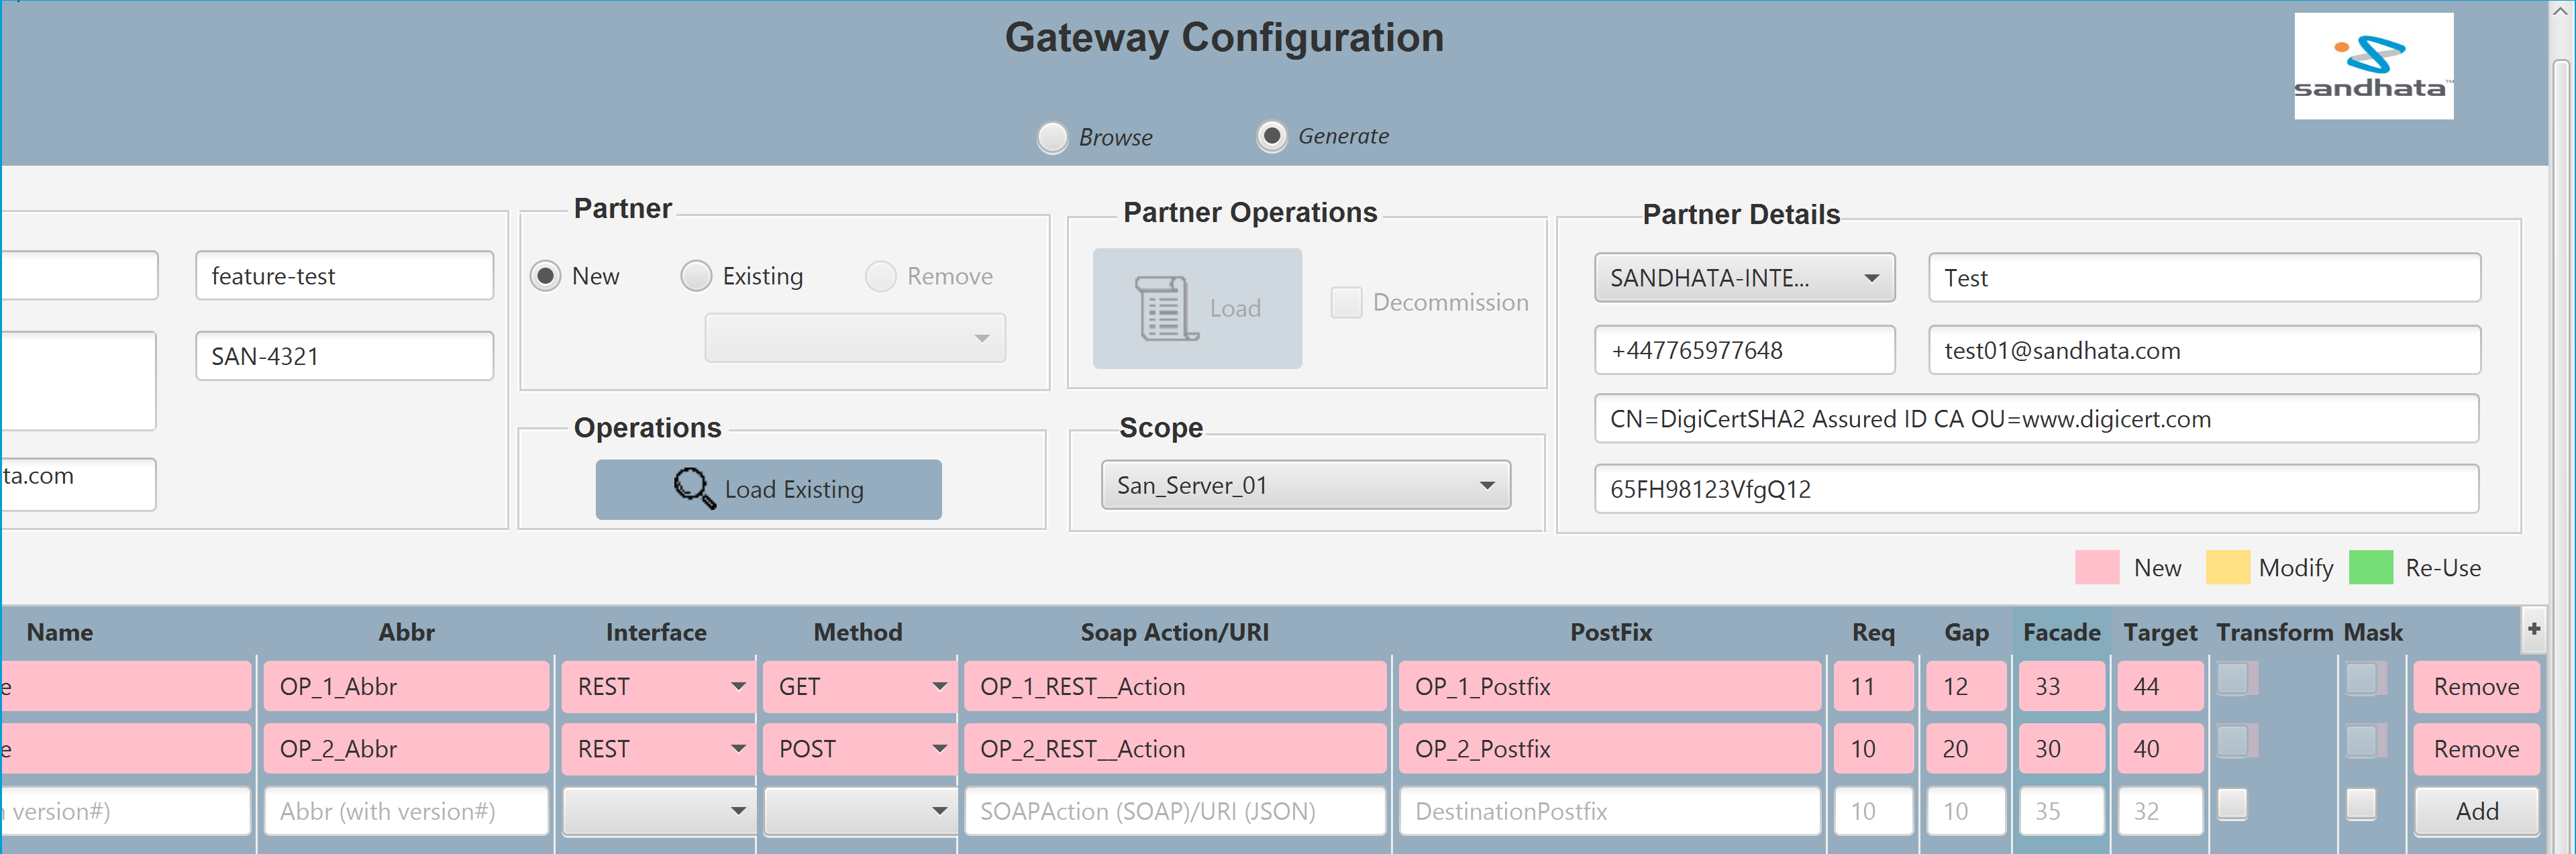 Gateway Configuration
sandhata™
Browse
Generate
Partner
Partner Operations
Partner Details
feature-test
New
Existing
Remove
Load
Decommission
SANDHATA-INTE...
Test
SAN-4321
+447765977648
test01@sandhata.com
Operations
Scope
CN=DigiCertSHA2 Assured ID CA OU=www.digicert.com
ta.com
Load Existing
San_Server_01
65FH98123VfgQ12
New
Modify
Re-Use
Name Abbr Interface Method Soap Action/URI PostFix Req Gap Facade Target Transform Mask +
e OP_1_Abbr REST GET OP_1_REST__Action OP_1_Postfix 11 12 33 44 Remove
e OP_2_Abbr REST POST OP_2_REST__Action OP_2_Postfix 10 20 30 40 Remove
version#) Abbr (with version#) SOAPAction (SOAP)/URI (JSON) DestinationPostfix 10 10 35 32 Add